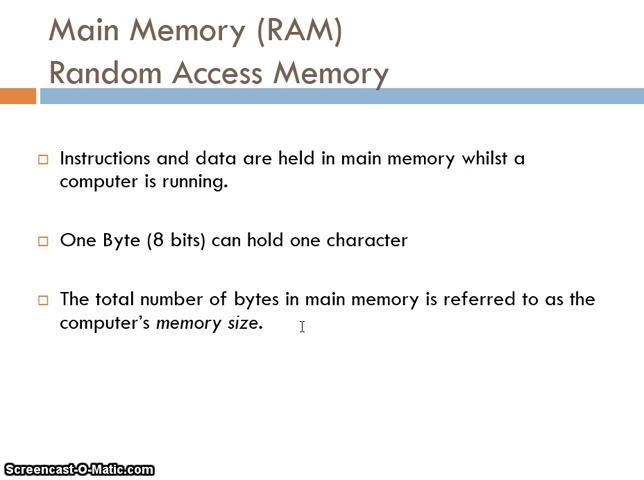 Main Memory (RAM)
Random Access Memory
Instructions and data are held in main memory whilst a
computer is running.
One Byte (8 bits) can hold one character
The total number of bytes in main memory is referred to as the
computer’s memory size.
Screencast-O-Matic.com